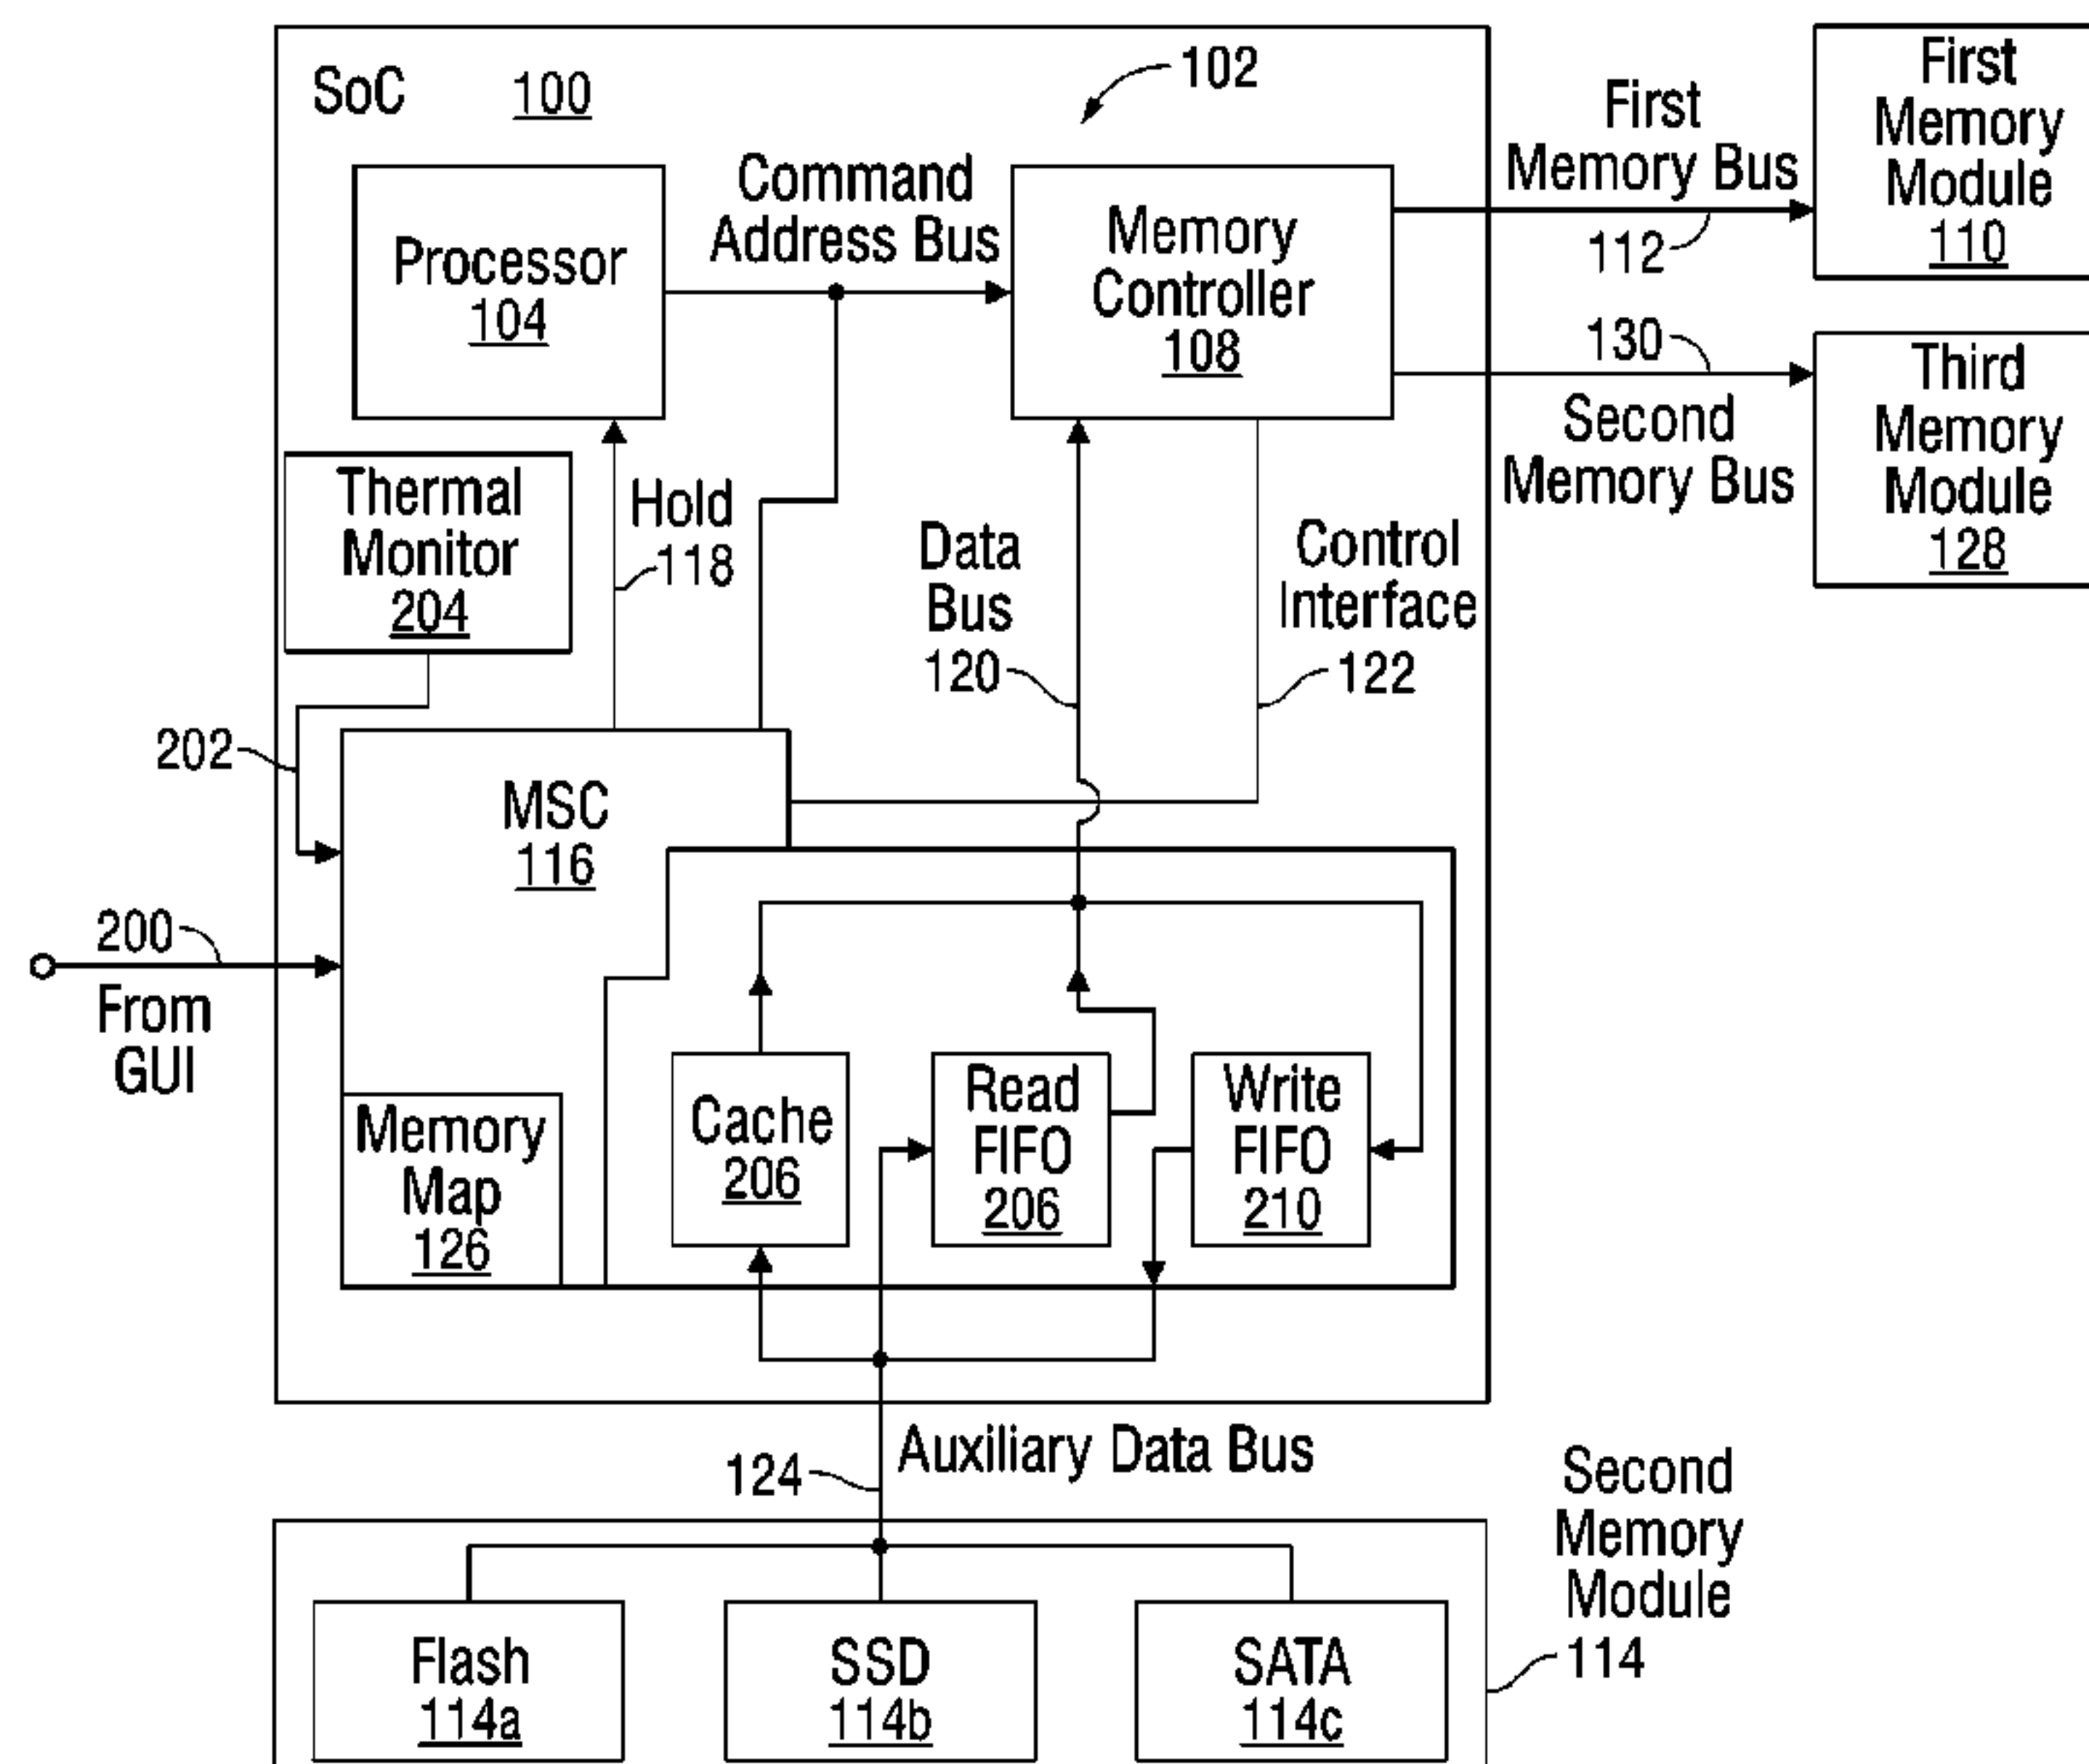 SoC 100
102
First
Memory
Module
110
First
Memory Bus
112
Command
Address Bus
Processor
104
Memory
Controller
108
130
Second
Memory Bus
Third
Memory
Module
128
Thermal
Monitor
204
Hold
118
Data
Bus
120
Control
Interface
122
202
MSC
116
200
From
GUI
Memory
Map
126
Cache
206
Read
FIFO
206
Write
FIFO
210
124
Auxiliary Data Bus
Second
Memory
Module
114
Flash
114a
SSD
114b
SATA
114c